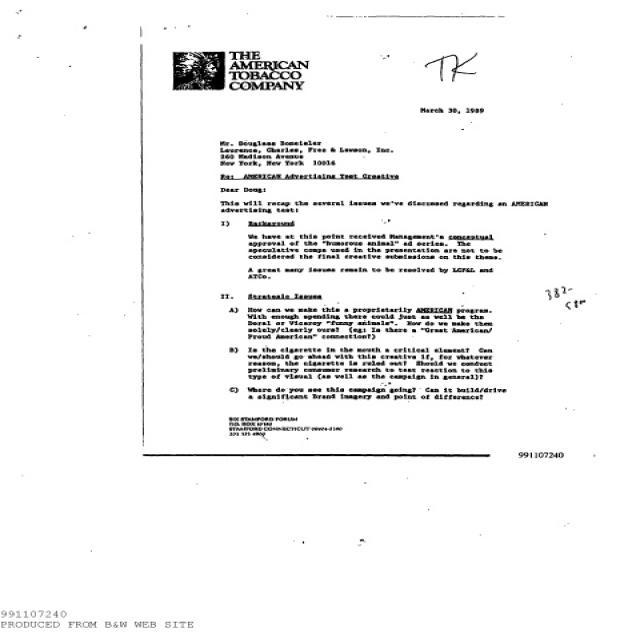 THE
AMERICAN
TOBACCO
COMPANY
TK
March 30, 1989
Mr. Douglass Bomeisler
Laurence, Charles, Free & Lawson, Inc.
260 Madison Avenue
New York, New York 10016
Re: AMERICAN Advertising Test Creative
Dear Doug:
This will recap the several issues we've discussed regarding an AMERICAN
advertising test:
I) Background
We have at this point received Management's conceptual
approval of the "humorous animal" ad series. The
speculative comps used in the presentation are not to be
considered the final creative submissions on this theme.
A great many issues remain to be resolved by LCF&L and
ATCo.
II. Strategic Issues
A) How can we make this a proprietarily AMERICAN program.
With enough spending there could just as well be the
Doral or Viceroy "funny animals". How do we make them
solely/clearly ours? (eg: Is there a "Great American/
Proud American" connection?)
B) Is the cigarette in the mouth a critical element? Can
we/should go ahead with this creative if, for whatever
reason, the cigarette is ruled out? Should we conduct
preliminary consumer research to test reaction to this
type of visual (as well as the campaign in general)?
C) Where do you see this campaign going? Can it build/drive
a significant Brand imagery and point of difference?
382-
SIX STAMFORD FORUM
P.O. BOX
STAMFORD CONNECTICUT
991107240
991107240
PRODUCED FROM B&W WEB SITE